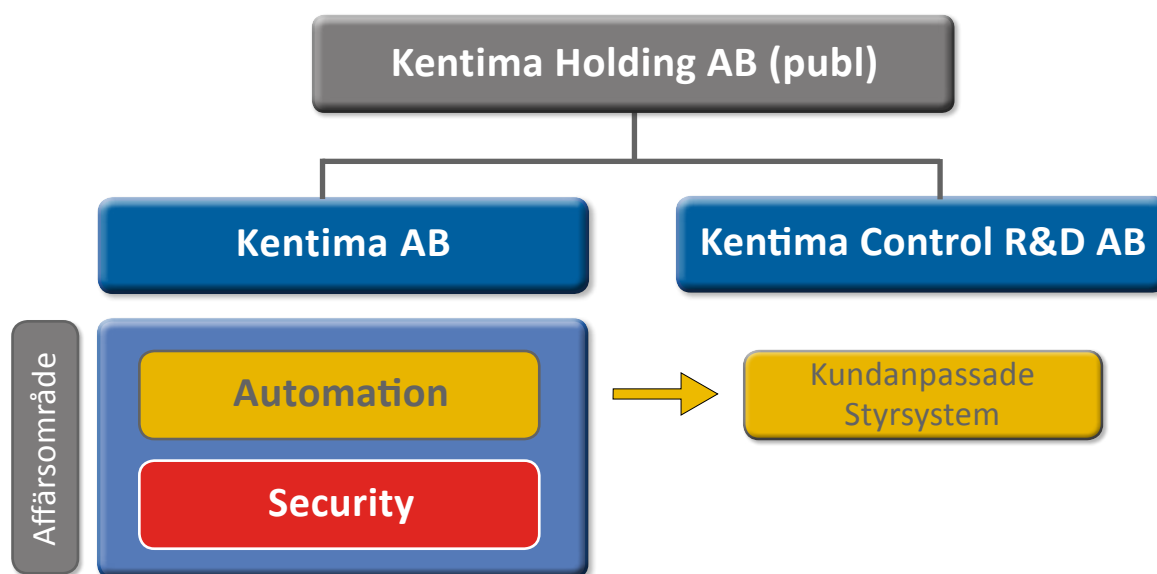 Kentima Holding AB (publ)
Kentima AB
Kentima Control R&D AB
Affärsområde
Automation
Kundanpassade
Styrsystem
Security